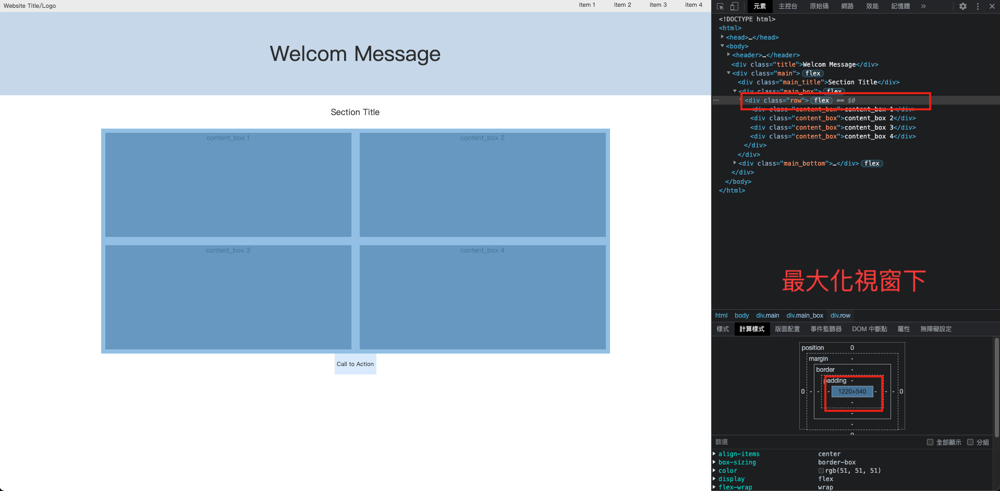 Website Title/Logo
item 1
item 2
item 3
item 4
Welcom Message
Section Title
content_box 1
content_box 2
content_box 3
content_box 4
Call to Action
元素 主控台 原始碼 網路 效能 記憶體 »
<!DOCTYPE html>
<html>
<head>…</head>
<body>
<header>…</header>
<div class="title">Welcom Message</div>
<div class="main"> flex
<div class="main_title">Section Title</div>
<div class="main_box"> flex
<div class="row"> flex == $0
<div class="content_box">content_box 1</div>
<div class="content_box">content_box 2</div>
<div class="content_box">content_box 3</div>
<div class="content_box">content_box 4</div>
</div>
</div>
<div class="main_bottom">…</div> flex
</div>
</body>
</html>
最大化視窗下
html body div.main div.main_box div.row
樣式 計算樣式 版面配置 事件監聽器 DOM 中斷點 屬性 無障礙設定
position 0
margin -
border -
padding -
0 - - - 1220×540 - - - 0
-
-
-
0
篩選 全部顯示 分組
align-items center
box-sizing border-box
color rgb(51, 51, 51)
display flex
flex-wrap wrap